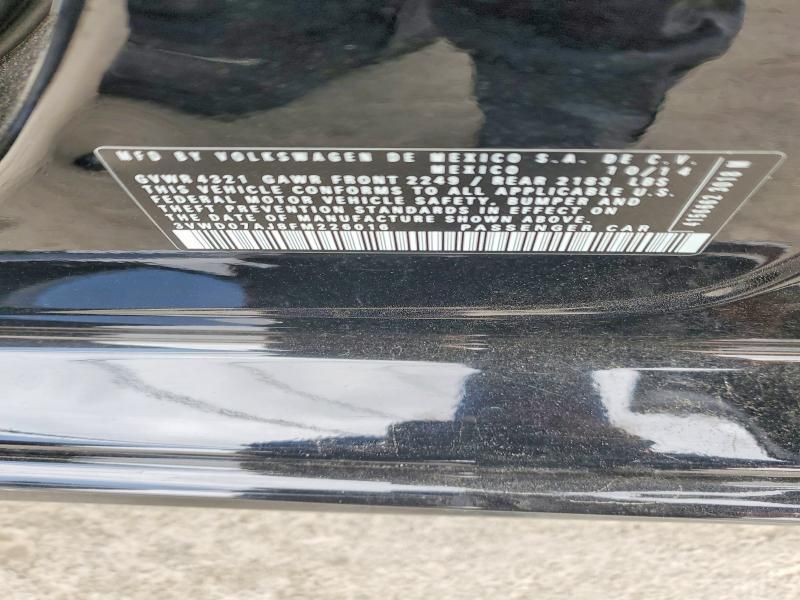 MFD BY VOLKSWAGEN DE MEXICO S.A. DE C.V.
MEXICO 10/14
GVWR 4321 GAWR FRONT 2249 / REAR 2183 LBS
THIS VEHICLE CONFORMS TO ALL APPLICABLE U.S.
FEDERAL MOTOR VEHICLE SAFETY, BUMPER AND
THEFT PREVENTION STANDARDS IN EFFECT ON
THE DATE OF MANUFACTURE SHOWN ABOVE.
3VWD07AJ8FM226016 PASSENGER CAR